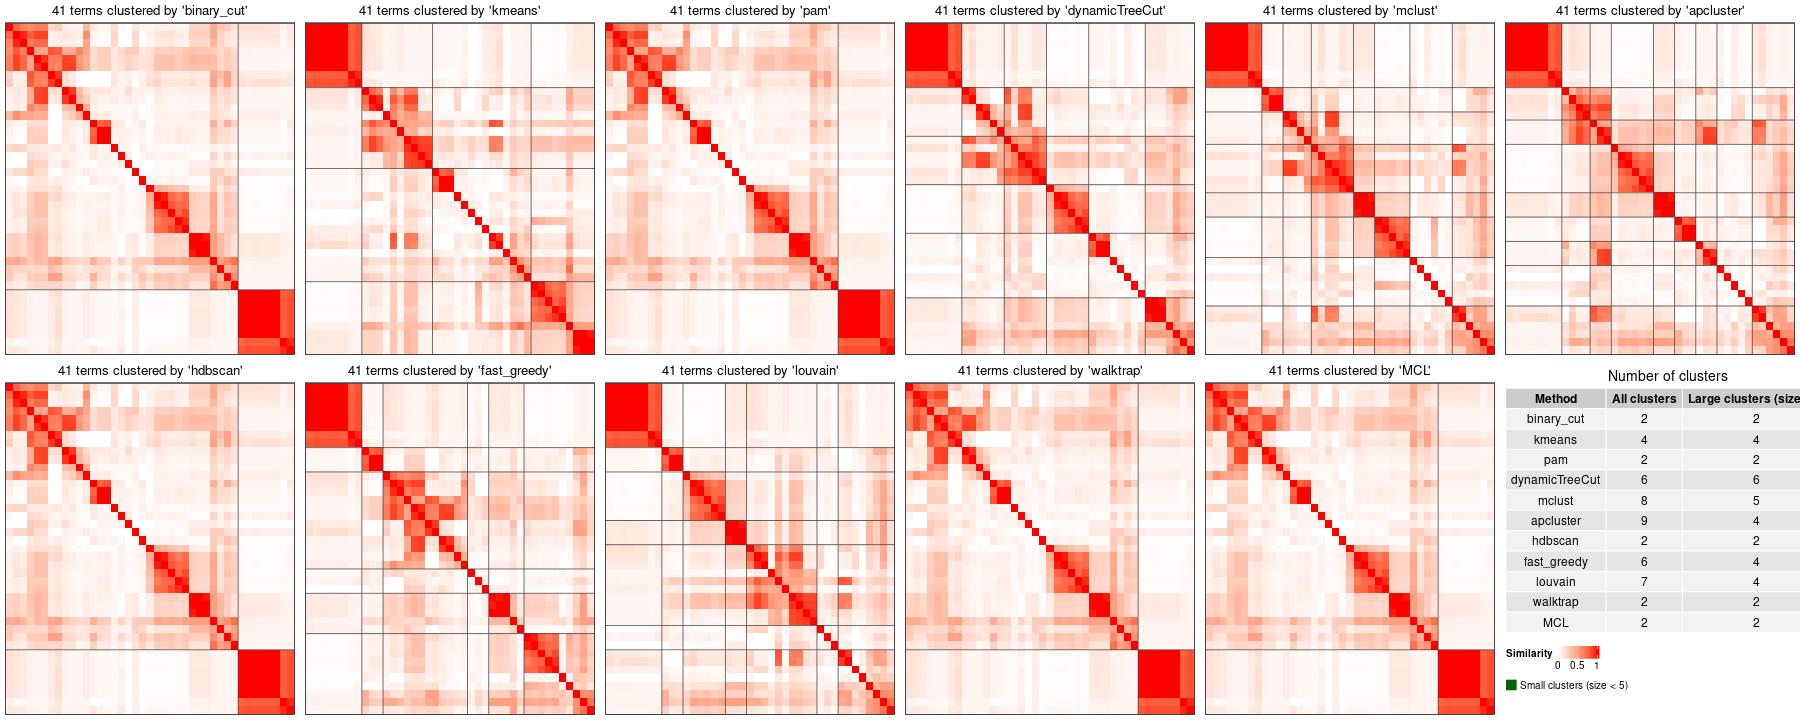 41 terms clustered by 'binary_cut'
41 terms clustered by 'kmeans'
41 terms clustered by 'pam'
41 terms clustered by 'dynamicTreeCut'
41 terms clustered by 'mclust'
41 terms clustered by 'apcluster'
41 terms clustered by 'hdbscan'
41 terms clustered by 'fast_greedy'
41 terms clustered by 'louvain'
41 terms clustered by 'walktrap'
41 terms clustered by 'MCL'
Number of clusters
Method All clusters Large clusters (size
binary_cut 2 2
kmeans 4 4
pam 2 2
dynamicTreeCut 6 6
mclust 8 5
apcluster 9 4
hdbscan 2 2
fast_greedy 6 4
louvain 7 4
walktrap 2 2
MCL 2 2
Similarity
0 0.5 1
Small clusters (size < 5)